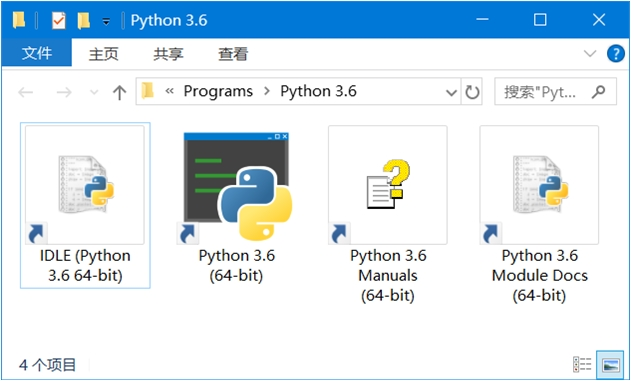 Python 3.6
文件 主页 共享 查看
« Programs > Python 3.6
搜索"Pyt...
IDLE (Python
3.6 64-bit)
Python 3.6
(64-bit)
Python 3.6
Manuals
(64-bit)
Python 3.6
Module Docs
(64-bit)
4 个项目